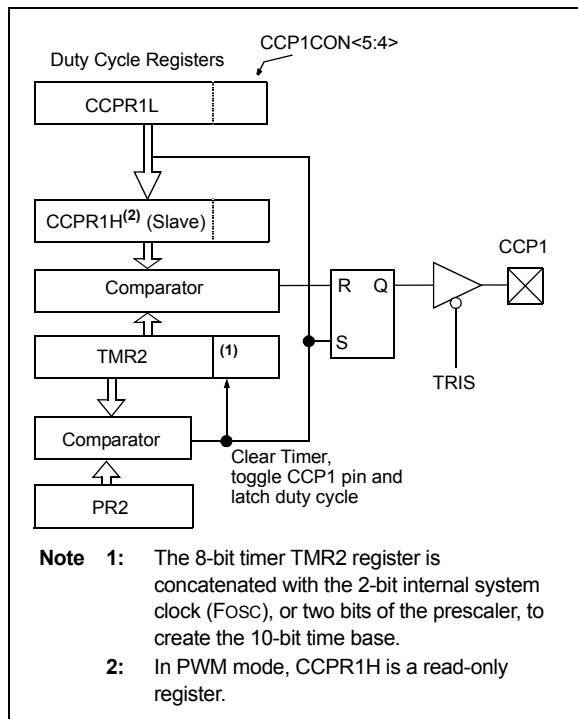 CCP1CON<5:4>
Duty Cycle Registers
CCPR1L
CCPR1H(2) (Slave)
CCP1
Comparator
R Q
TMR2
(1)
S
TRIS
Comparator
Clear Timer,
toggle CCP1 pin and
latch duty cycle
PR2
Note 1: The 8-bit timer TMR2 register is
concatenated with the 2-bit internal system
clock (FOSC), or two bits of the prescaler, to
create the 10-bit time base.
2: In PWM mode, CCPR1H is a read-only
register.